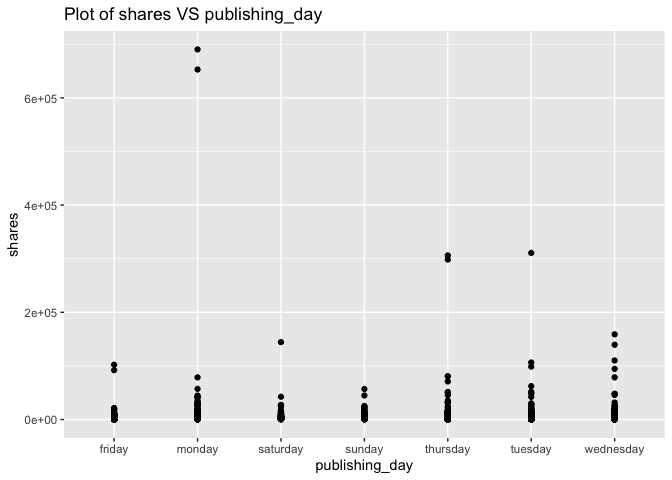 Plot of shares VS publishing_day
6e+05
4e+05
2e+05
0e+00
shares
friday monday saturday sunday thursday tuesday wednesday
publishing_day